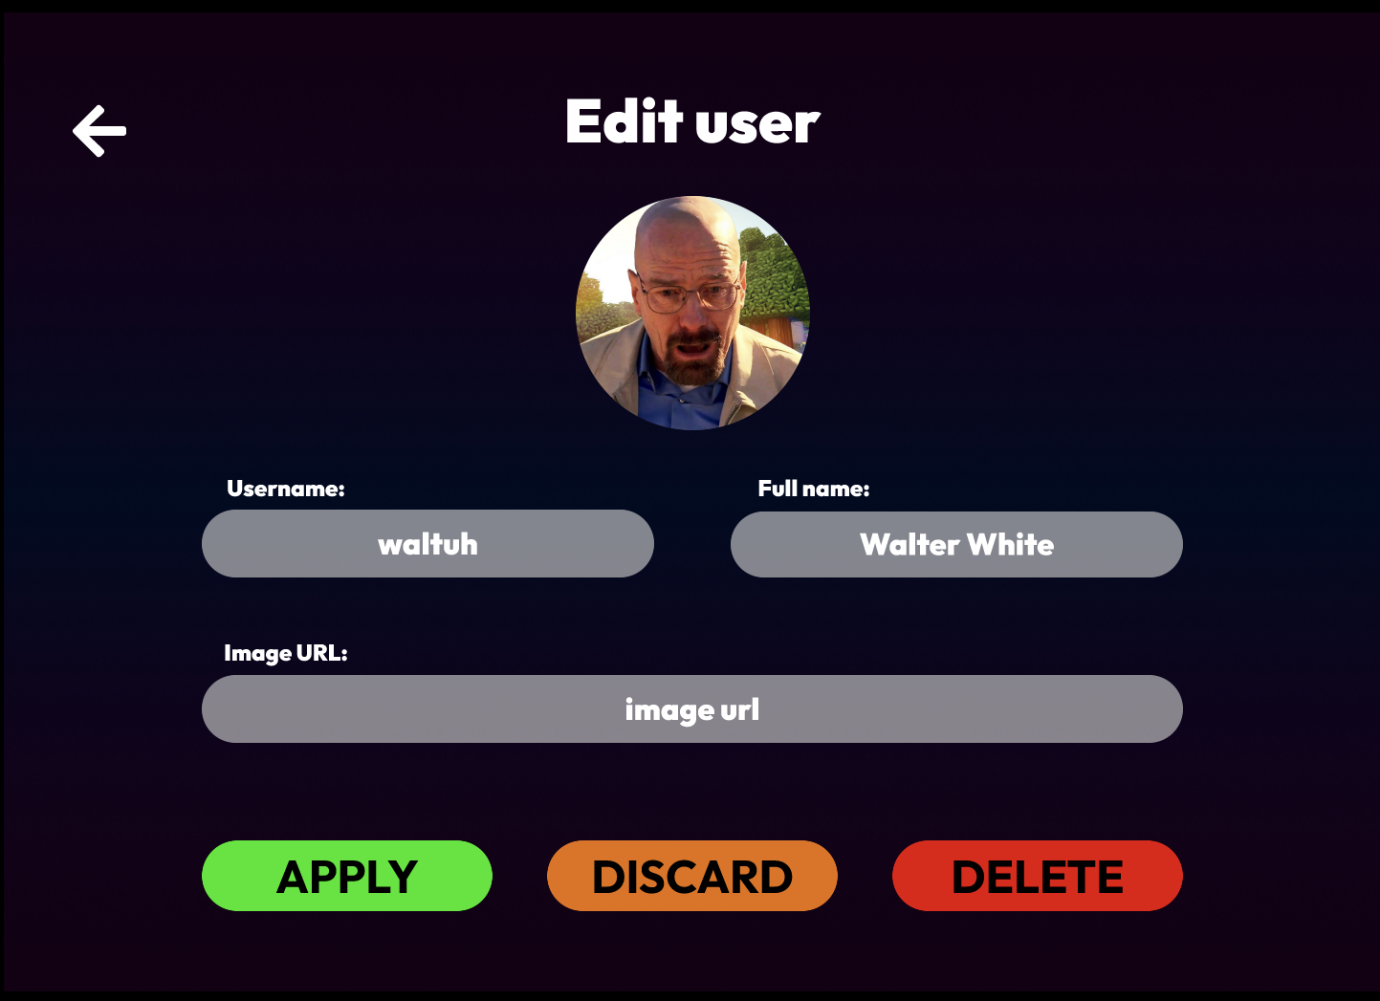 Edit user
Username:
Full name:
waltuh
Walter White
Image URL:
image url
APPLY
DISCARD
DELETE